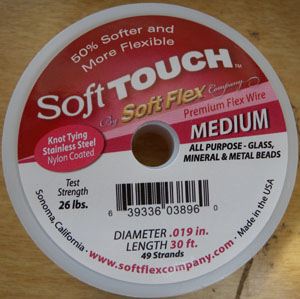 50% Softer and
More Flexible
Soft TOUCH™
By Soft Flex Company
Premium Flex Wire
MEDIUM
Knot Tying
Stainless Steel
Nylon Coated
ALL PURPOSE - GLASS,
MINERAL & METAL BEADS
Test
Strength
26 lbs.
6 39336 03896 0
DIAMETER .019 in.
LENGTH 30 ft.
49 Strands
Sonoma, California • www.softflexcompany.com • Made in the USA